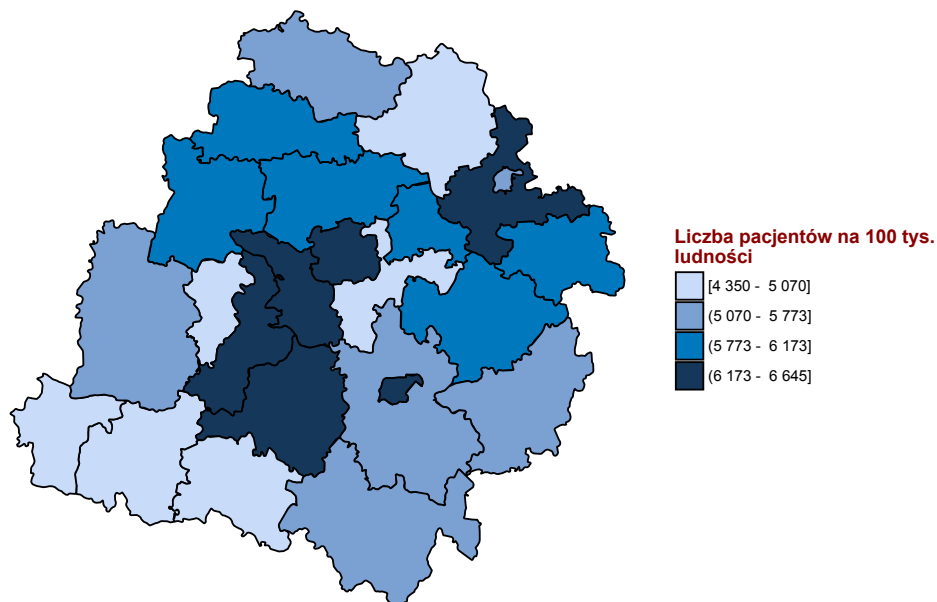 Liczba pacjentów na 100 tys.
ludności
[4 350 - 5 070]
(5 070 - 5 773]
(5 773 - 6 173]
(6 173 - 6 645]